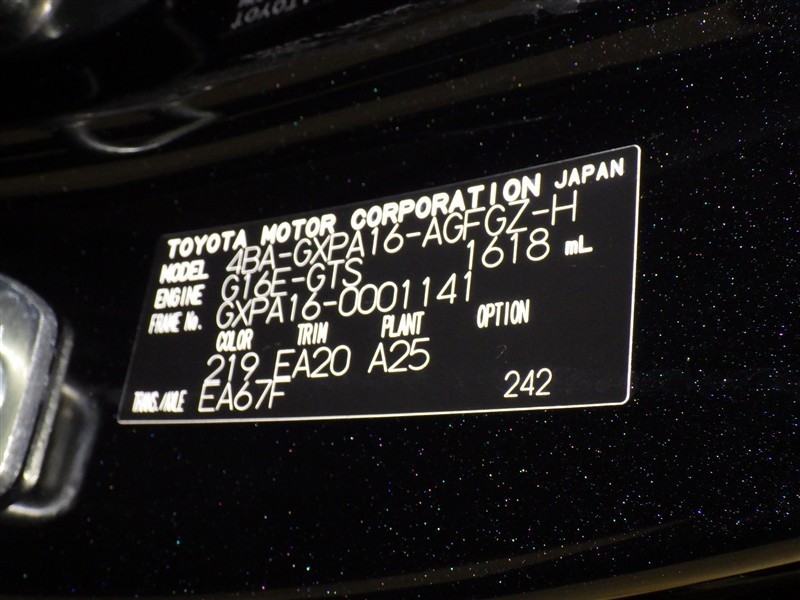 TOYOTA MOTOR CORPORATION JAPAN
MODEL 4BA-GXPA16-AGFGZ-H
ENGINE G16E-GTS 1618 mL
FRAME No. GXPA16-0001141
COLOR TRIM PLANT OPTION
219 EA20 A25
TRANS./AXLE EA67F 242